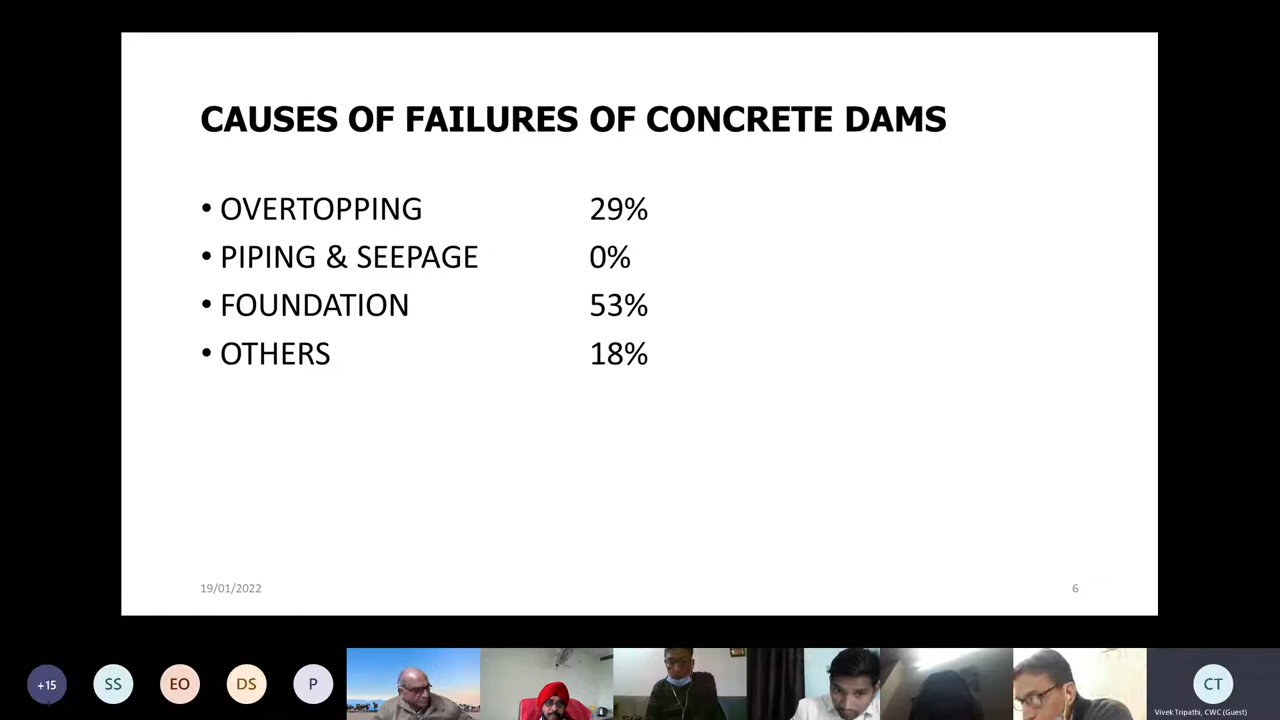 CAUSES OF FAILURES OF CONCRETE DAMS
• OVERTOPPING 29%
• PIPING & SEEPAGE 0%
• FOUNDATION 53%
• OTHERS 18%
19/01/2022 6
+15 SS EO DS P CT
Vivek Tripathi, CWC (Guest)